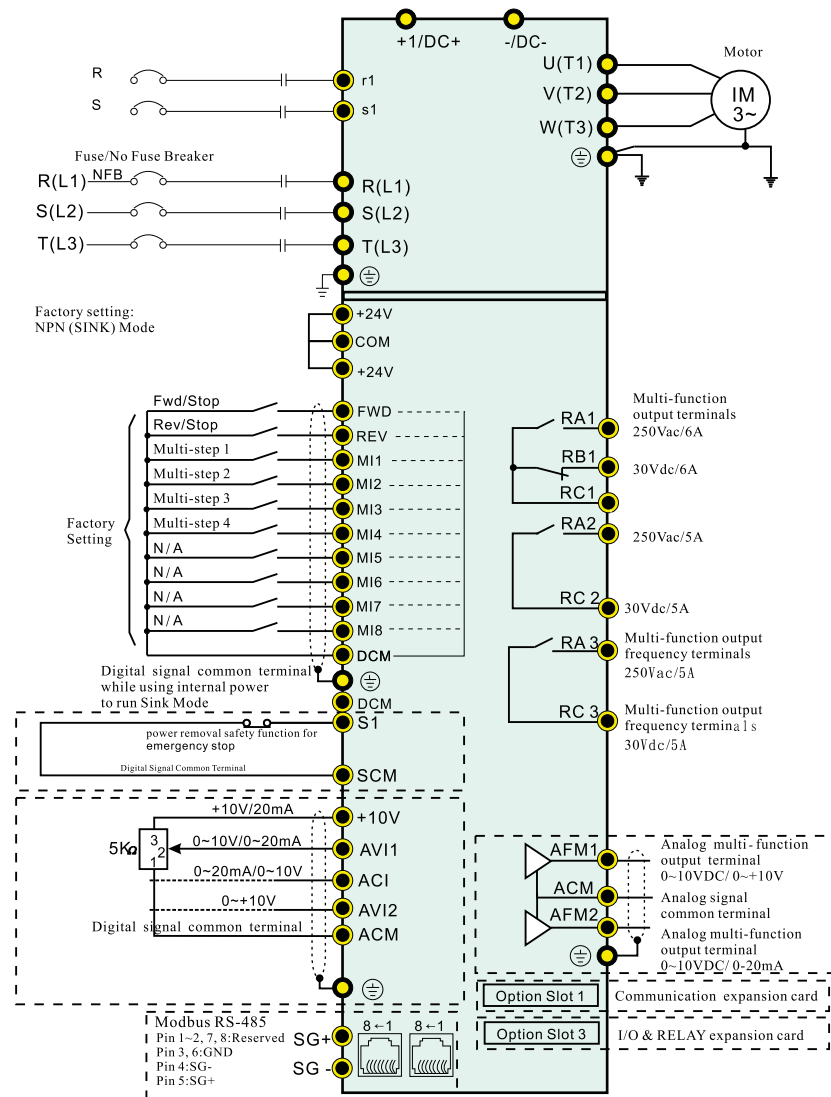 +1/DC+
-/DC-
R
r1
S
s1
U(T1)
V(T2)
W(T3)
Motor
IM
3~
Fuse/No Fuse Breaker
R(L1)
NFB
R(L1)
S(L2)
S(L2)
T(L3)
T(L3)
Factory setting:
NPN (SINK) Mode
+24V
COM
+24V
Factory
Setting
Fwd/Stop
FWD
Rev/Stop
REV
Multi-step 1
MI1
Multi-step 2
MI2
Multi-step 3
MI3
Multi-step 4
MI4
N/A
MI5
N/A
MI6
N/A
MI7
N/A
MI8
DCM
Digital signal common terminal
while using internal power
to run Sink Mode
DCM
S1
power removal safety function for
emergency stop
Digital Signal Common Terminal
SCM
RA1
RB1
RC1
Multi-function
output terminals
250Vac/6A
30Vdc/6A
RA2
250Vac/5A
RC 2
30Vdc/5A
RA 3
Multi-function output
frequency terminals
250Vac/5A
RC 3
Multi-function output
frequency terminals
30Vdc/5A
+10V/20mA
+10V
5KΩ
3
2
1
0~10V/0~20mA
AVI1
0~20mA/0~10V
ACI
0~+10V
AVI2
Digital signal common terminal
ACM
AFM1
Analog multi-function
output terminal
0~10VDC/ 0~+10V
ACM
Analog signal
common terminal
AFM2
Analog multi-function
output terminal
0~10VDC/ 0-20mA
Option Slot 1
Communication expansion card
Option Slot 3
I/O & RELAY expansion card
Modbus RS-485
Pin 1~2, 7, 8:Reserved
Pin 3, 6:GND
Pin 4:SG-
Pin 5:SG+
SG+
SG -
8←1
8←1